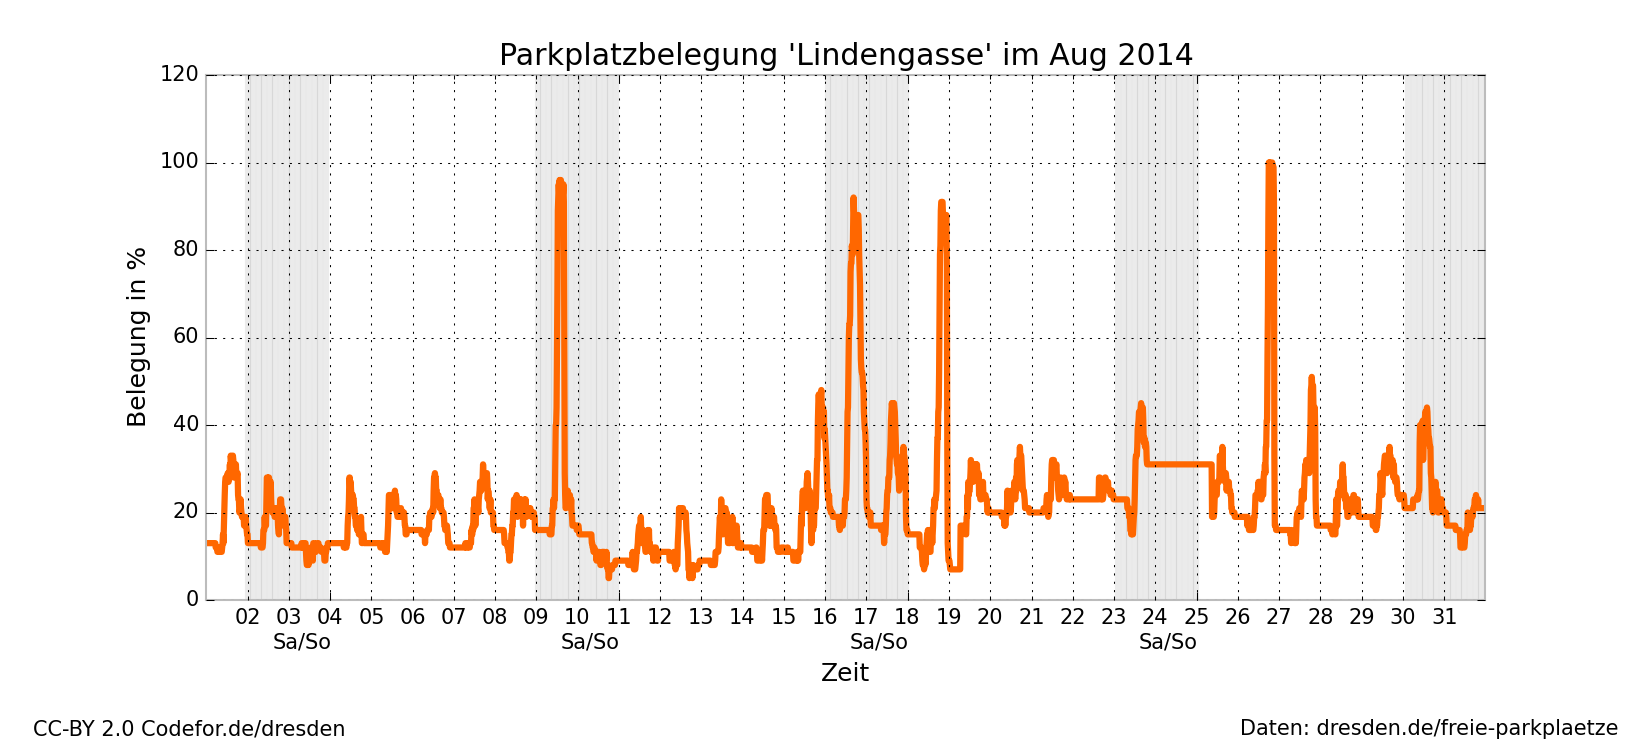 Parkplatzbelegung 'Lindengasse' im Aug 2014
120
100
80
60
40
20
0
Belegung in %
02 03 04 05 06 07 08 09 10 11 12 13 14 15 16 17 18 19 20 21 22 23 24 25 26 27 28 29 30 31
Sa/So Sa/So Sa/So Sa/So
Zeit
CC-BY 2.0 Codefor.de/dresden
Daten: dresden.de/freie-parkplaetze